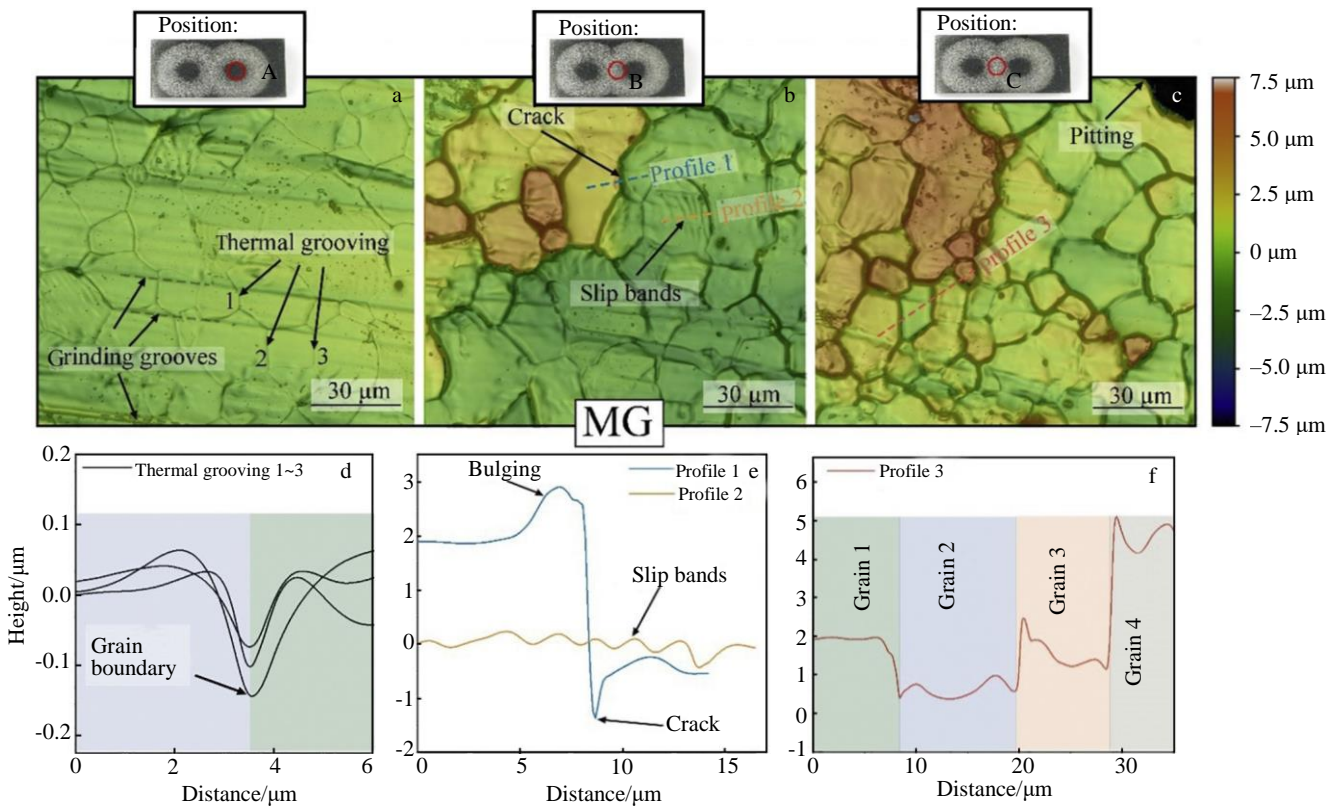 Position:
A
Position:
B
Position:
C
a
Thermal grooving
1
2
3
Grinding grooves
30 μm
b
Crack
Profile 1
profile 2
Slip bands
30 μm
c
Pitting
profile 3
30 μm
7.5 μm
5.0 μm
2.5 μm
0 μm
–2.5 μm
–5.0 μm
–7.5 μm
MG
Height/μm
0.2
0.1
0.0
-0.1
-0.2
Thermal grooving 1~3
d
Grain
boundary
0
2
4
6
Distance/μm
3
2
1
0
-1
-2
Bulging
Profile 1
e
Profile 2
Slip bands
Crack
0
5
10
15
Distance/μm
6
5
4
3
2
1
0
-1
Profile 3
f
Grain 1
Grain 2
Grain 3
Grain 4
0
10
20
30
Distance/μm